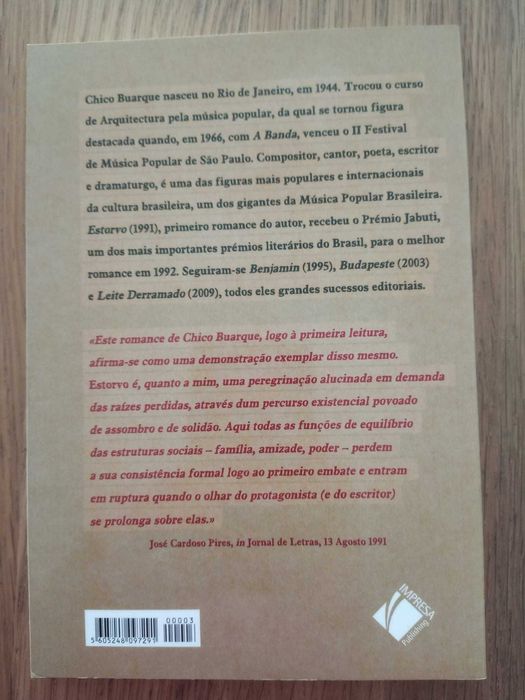 Chico Buarque nasceu no Rio de Janeiro, em 1944. Trocou o curso
de Arquitectura pela música popular, da qual se tornou figura
destacada quando, em 1966, com A Banda, venceu o II Festival
de Música Popular de São Paulo. Compositor, cantor, poeta, escritor
e dramaturgo, é uma das figuras mais populares e internacionais
da cultura brasileira, um dos gigantes da Música Popular Brasileira.
Estorvo (1991), primeiro romance do autor, recebeu o Prémio Jabuti,
um dos mais importantes prémios literários do Brasil, para o melhor
romance em 1992. Seguiram-se Benjamin (1995), Budapeste (2003)
e Leite Derramado (2009), todos eles grandes sucessos editoriais.
«Este romance de Chico Buarque, logo à primeira leitura,
afirma-se como uma demonstração exemplar disso mesmo.
Estorvo é, quanto a mim, uma peregrinação alucinada em demanda
das raízes perdidas, através dum percurso existencial povoado
de assombro e de solidão. Aqui todas as funções de equilíbrio
das estruturas sociais – família, amizade, poder – perdem
a sua consistência formal logo ao primeiro embate e entram
em ruptura quando o olhar do protagonista (e do escritor)
se prolonga sobre elas.»
José Cardoso Pires, in Jornal de Letras, 13 Agosto 1991
00003
5 605248 097291
IMPRESA
Publishing